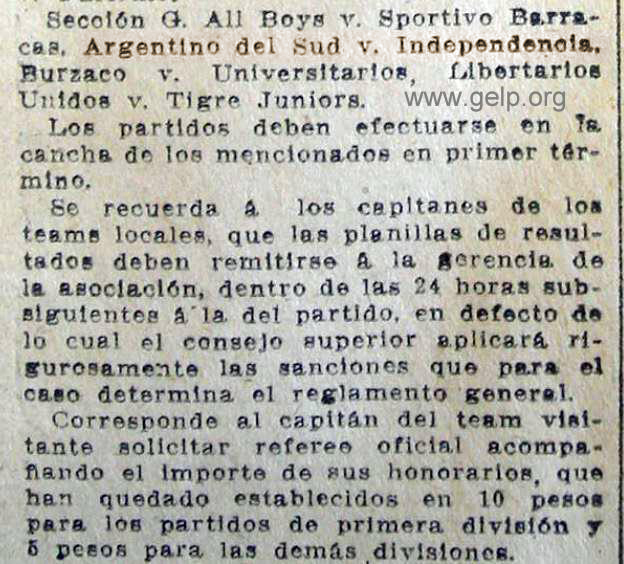 Sección G. All Boys v. Sportivo Barra-
cas, Argentino del Sud v. Independencia,
Burzaco v. Universitarios, Libertarios
Unidos v. Tigre Juniors. www.gelp.org
Los partidos deben efectuarse en la
cancha de los mencionados en primer tér-
mino.
Se recuerda á los capitanes de los
teams locales, que las planillas de resul-
tados deben remitirse á la gerencia de
la asociación, dentro de las 24 horas sub-
siguientes á la del partido, en defecto de
lo cual el consejo superior aplicará ri-
gurosamente las sanciones que para el
caso determina el reglamento general.
Corresponde al capitán del team visi-
tante solicitar referee oficial acompa-
ñando el importe de sus honorarios, que
han quedado establecidos en 10 pesos
para los partidos de primera división y
5 pesos para las demás divisiones.